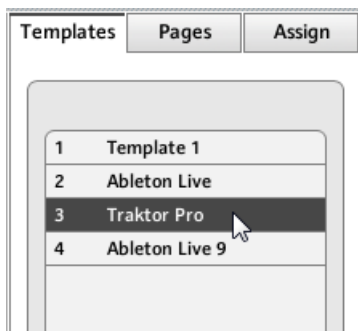 Templates Pages Assign
1 Template 1
2 Ableton Live
3 Traktor Pro
4 Ableton Live 9